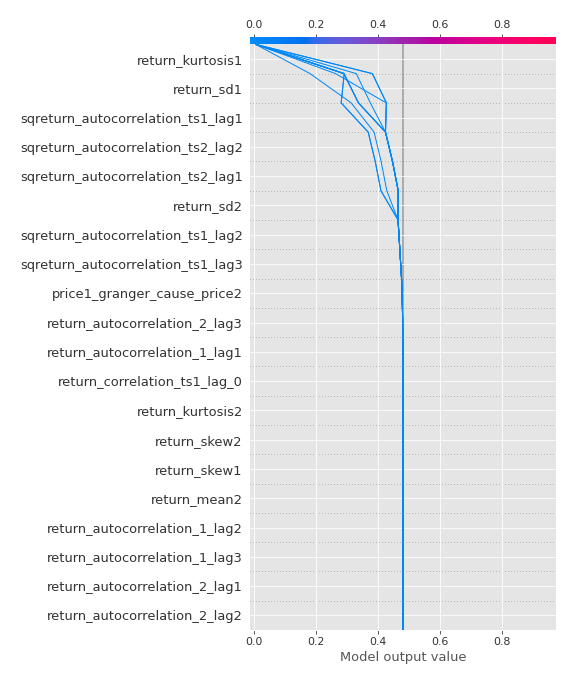 0.0 0.2 0.4 0.6 0.8
return_kurtosis1
return_sd1
sqreturn_autocorrelation_ts1_lag1
sqreturn_autocorrelation_ts2_lag2
sqreturn_autocorrelation_ts2_lag1
return_sd2
sqreturn_autocorrelation_ts1_lag2
sqreturn_autocorrelation_ts1_lag3
price1_granger_cause_price2
return_autocorrelation_2_lag3
return_autocorrelation_1_lag1
return_correlation_ts1_lag_0
return_kurtosis2
return_skew2
return_skew1
return_mean2
return_autocorrelation_1_lag2
return_autocorrelation_1_lag3
return_autocorrelation_2_lag1
return_autocorrelation_2_lag2
0.0 0.2 0.4 0.6 0.8
Model output value